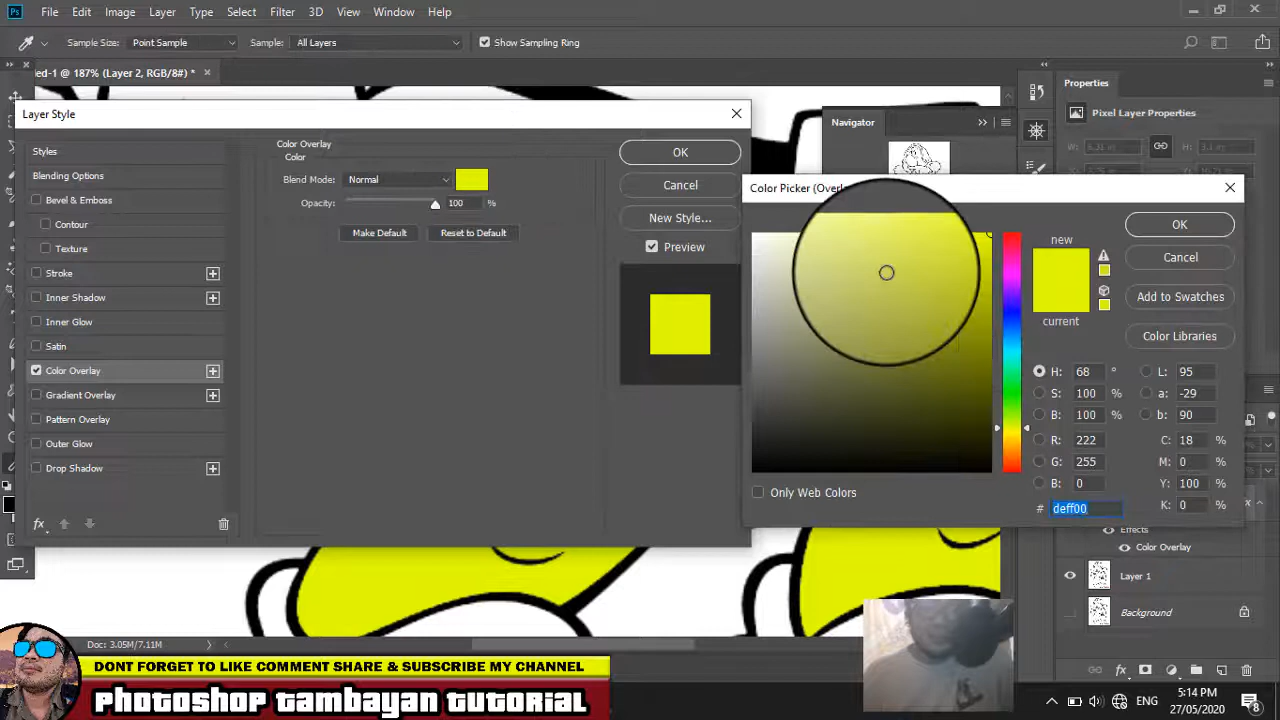 Ps File Edit Image Layer Type Select Filter 3D View Window Help
Sample Size: Point Sample Sample: All Layers Show Sampling Ring
ed-1 @ 187% (Layer 2, RGB/8#) *
Properties
Layer Style
Navigator
Pixel Layer Properties
Styles
Color Overlay
Color
OK
Blending Options
Blend Mode: Normal
Cancel
Color Picker (Overl
Bevel & Emboss
Opacity: 100 %
New Style...
Contour
Make Default Reset to Default
Preview
new
OK
Texture
Cancel
Stroke
Inner Shadow
Add to Swatches
Inner Glow
current
Color Libraries
Satin
Color Overlay
H: 68 ° L: 95
Gradient Overlay
S: 100 % a: -29
Pattern Overlay
B: 100 % b: 90
Outer Glow
R: 222 C: 18 %
Drop Shadow
G: 255 M: 0 %
B: 0 Y: 100 %
Only Web Colors
# deff00 K: 0 %
fx
Effects
Color Overlay
Layer 1
Background
Doc: 3.05M/7.11M
fx
DONT FORGET TO LIKE COMMENT SHARE & SUBSCRIBE MY CHANNEL
PHOTOSHOP TAMBAYAN TUTORIAL
ENG
5:14 PM
27/05/2020
8